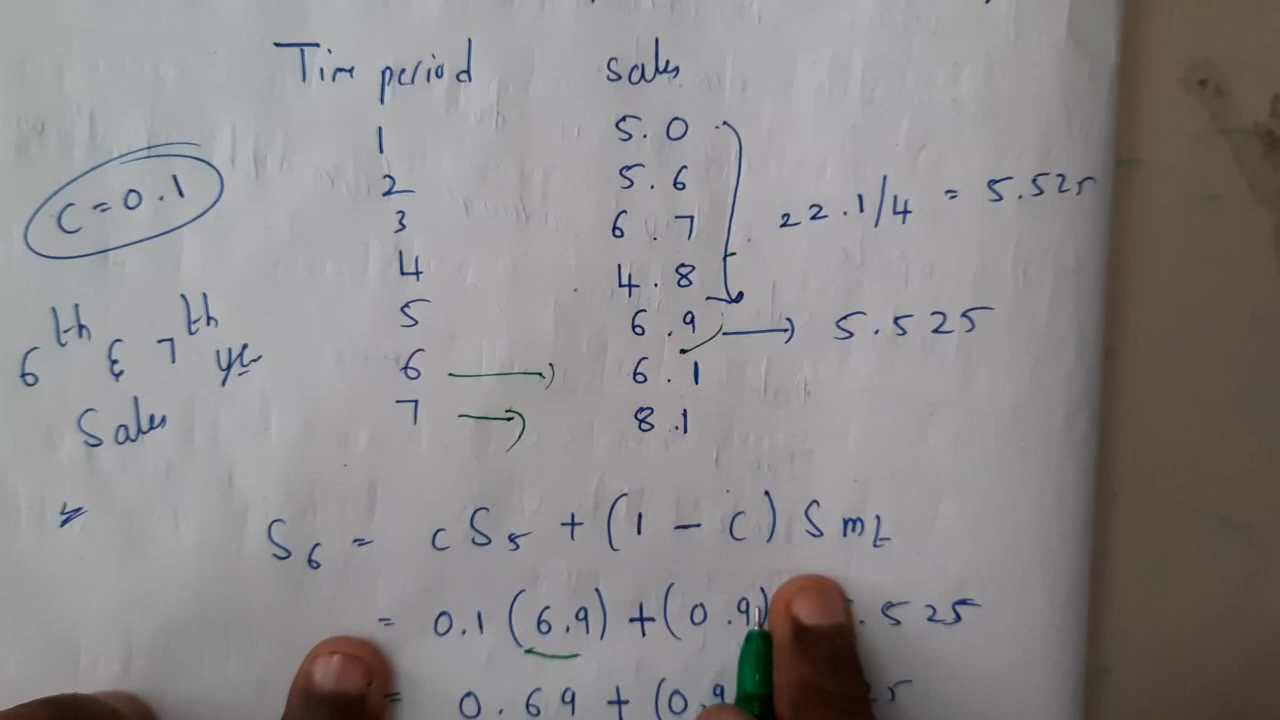 Time period sales
1 5.0
2 5.6
3 6.7
4 4.8
5 6.9
6 → 6.1
7 → 8.1
22.1/4 = 5.525
→ 5.525
C = 0.1
6th & 7th yr
Sales
S6 = cS5 + (1 - c) Smt
= 0.1 (6.9) + (0.9) .525
= 0.69 + (0.9